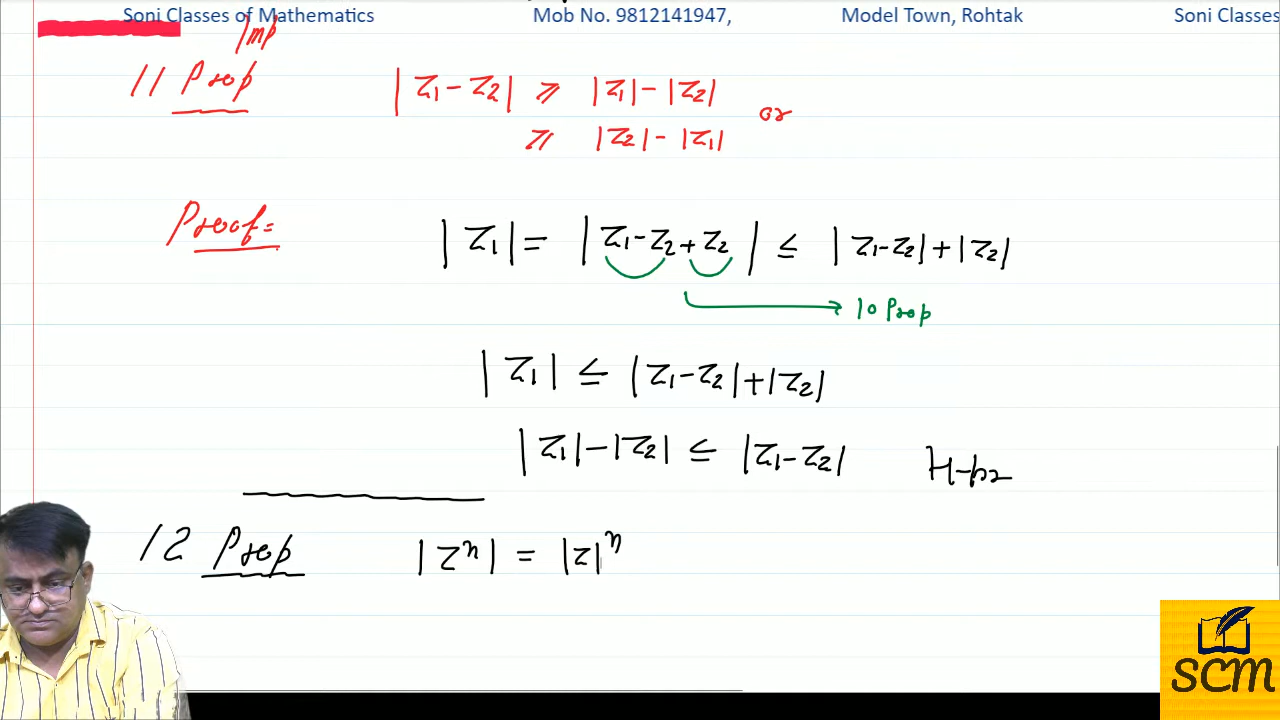 Soni Classes of Mathematics Mob No. 9812141947, Model Town, Rohtak Soni Classes
Imp
11 Prop |z1 - z2| ≥ |z1| - |z2| or
≥ |z2| - |z1|
Proof= |z1| = |z1 - z2 + z2| ≤ |z1 - z2| + |z2|
10 Prop
|z1| ≤ |z1 - z2| + |z2|
|z1| - |z2| ≤ |z1 - z2|
12 Prop |z^n| = |z|^n
SCM